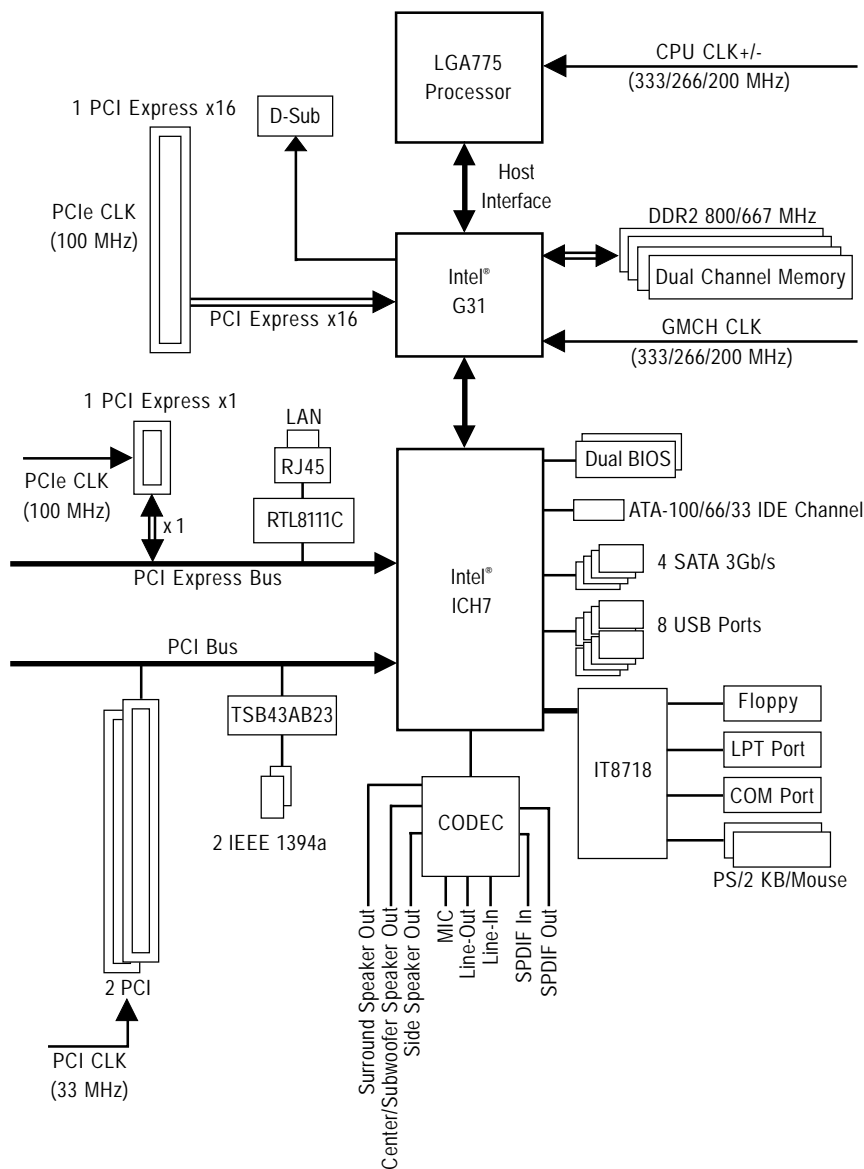 LGA775
Processor
CPU CLK+/-
(333/266/200 MHz)
1 PCI Express x16
D-Sub
PCIe CLK
(100 MHz)
Host
Interface
DDR2 800/667 MHz
Dual Channel Memory
Intel®
G31
PCI Express x16
GMCH CLK
(333/266/200 MHz)
1 PCI Express x1
LAN
RJ45
PCIe CLK
(100 MHz)
x 1
RTL8111C
PCI Express Bus
Intel®
ICH7
Dual BIOS
ATA-100/66/33 IDE Channel
4 SATA 3Gb/s
8 USB Ports
PCI Bus
TSB43AB23
2 IEEE 1394a
IT8718
Floppy
LPT Port
COM Port
PS/2 KB/Mouse
CODEC
Surround Speaker Out
Center/Subwoofer Speaker Out
Side Speaker Out
MIC
Line-Out
Line-In
SPDIF In
SPDIF Out
2 PCI
PCI CLK
(33 MHz)